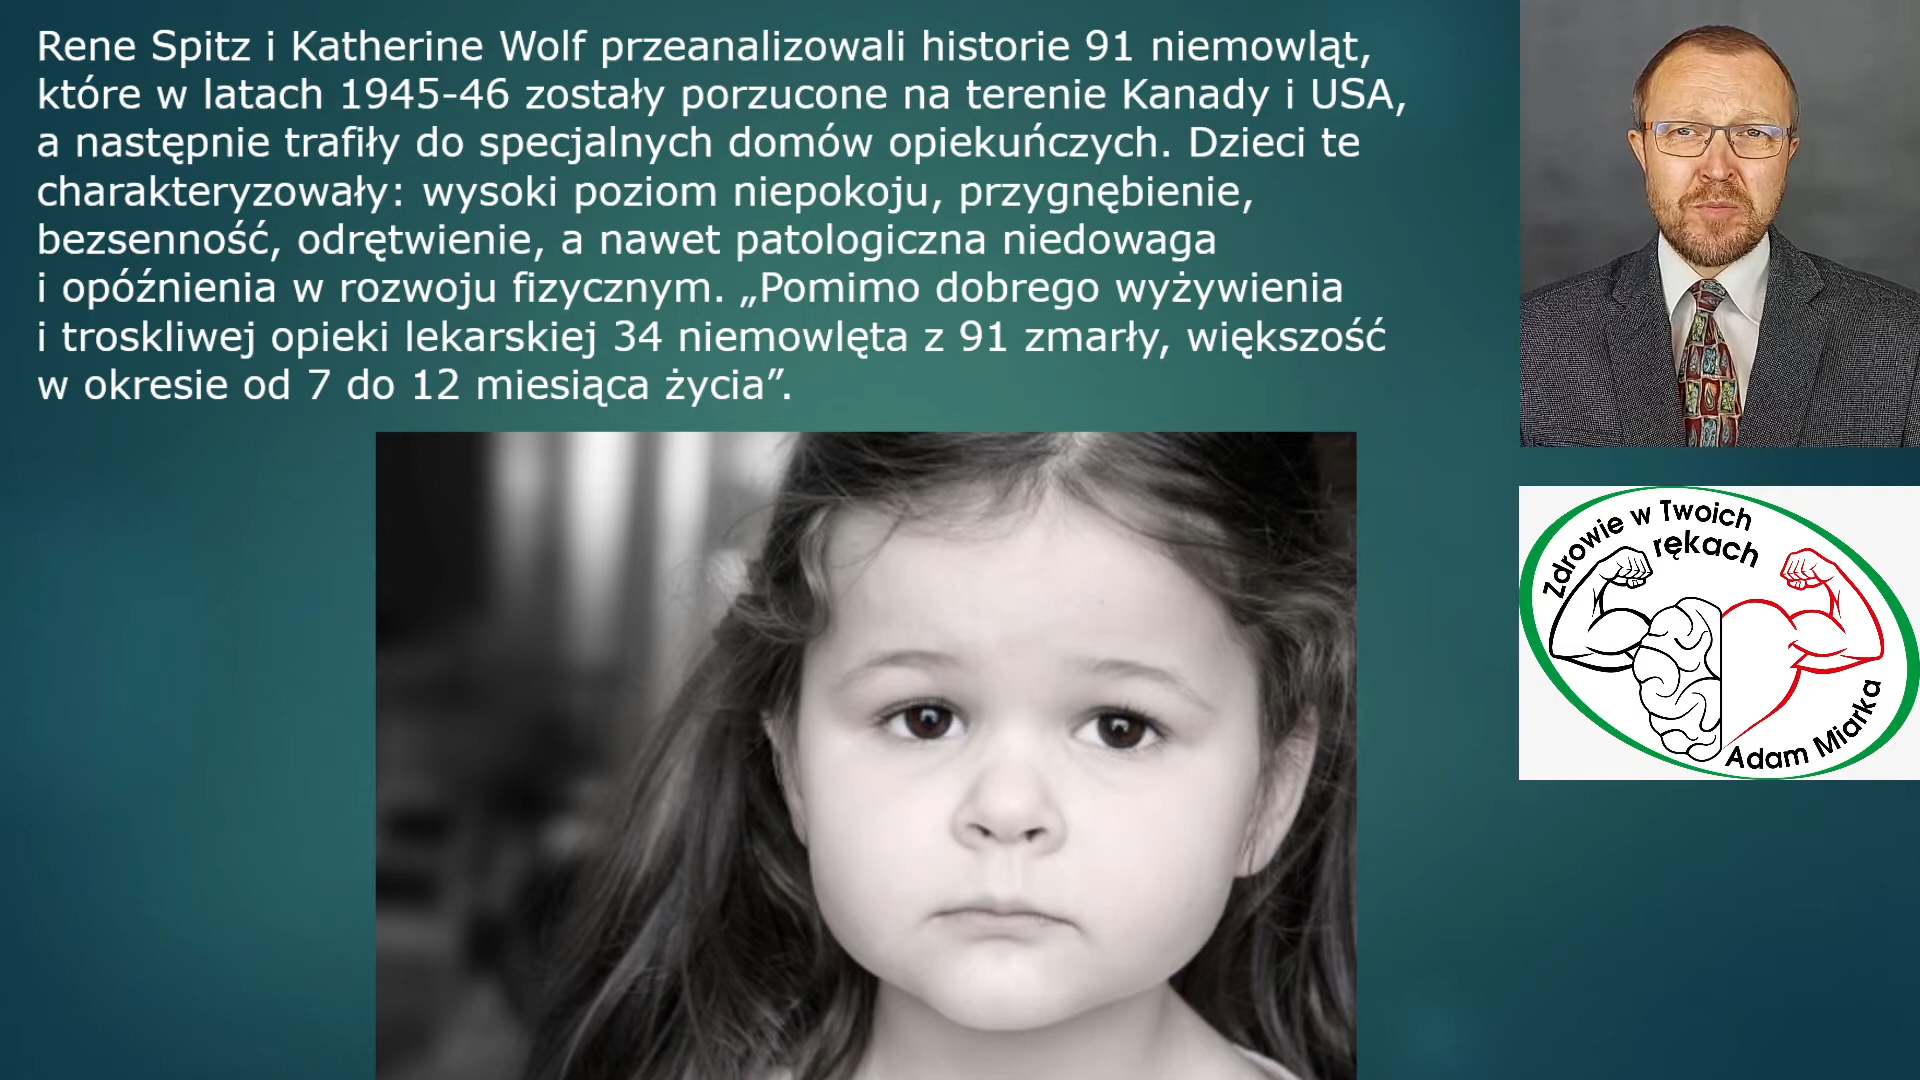 Rene Spitz i Katherine Wolf przeanalizowali historie 91 niemowląt,
które w latach 1945-46 zostały porzucone na terenie Kanady i USA,
a następnie trafiły do specjalnych domów opiekuńczych. Dzieci te
charakteryzowały: wysoki poziom niepokoju, przygnębienie,
bezsenność, odrętwienie, a nawet patologiczna niedowaga
i opóźnienia w rozwoju fizycznym. „Pomimo dobrego wyżywienia
i troskliwej opieki lekarskiej 34 niemowlęta z 91 zmarły, większość
w okresie od 7 do 12 miesiąca życia”.
Zdrowie w Twoich
rękach
Adam Miarka